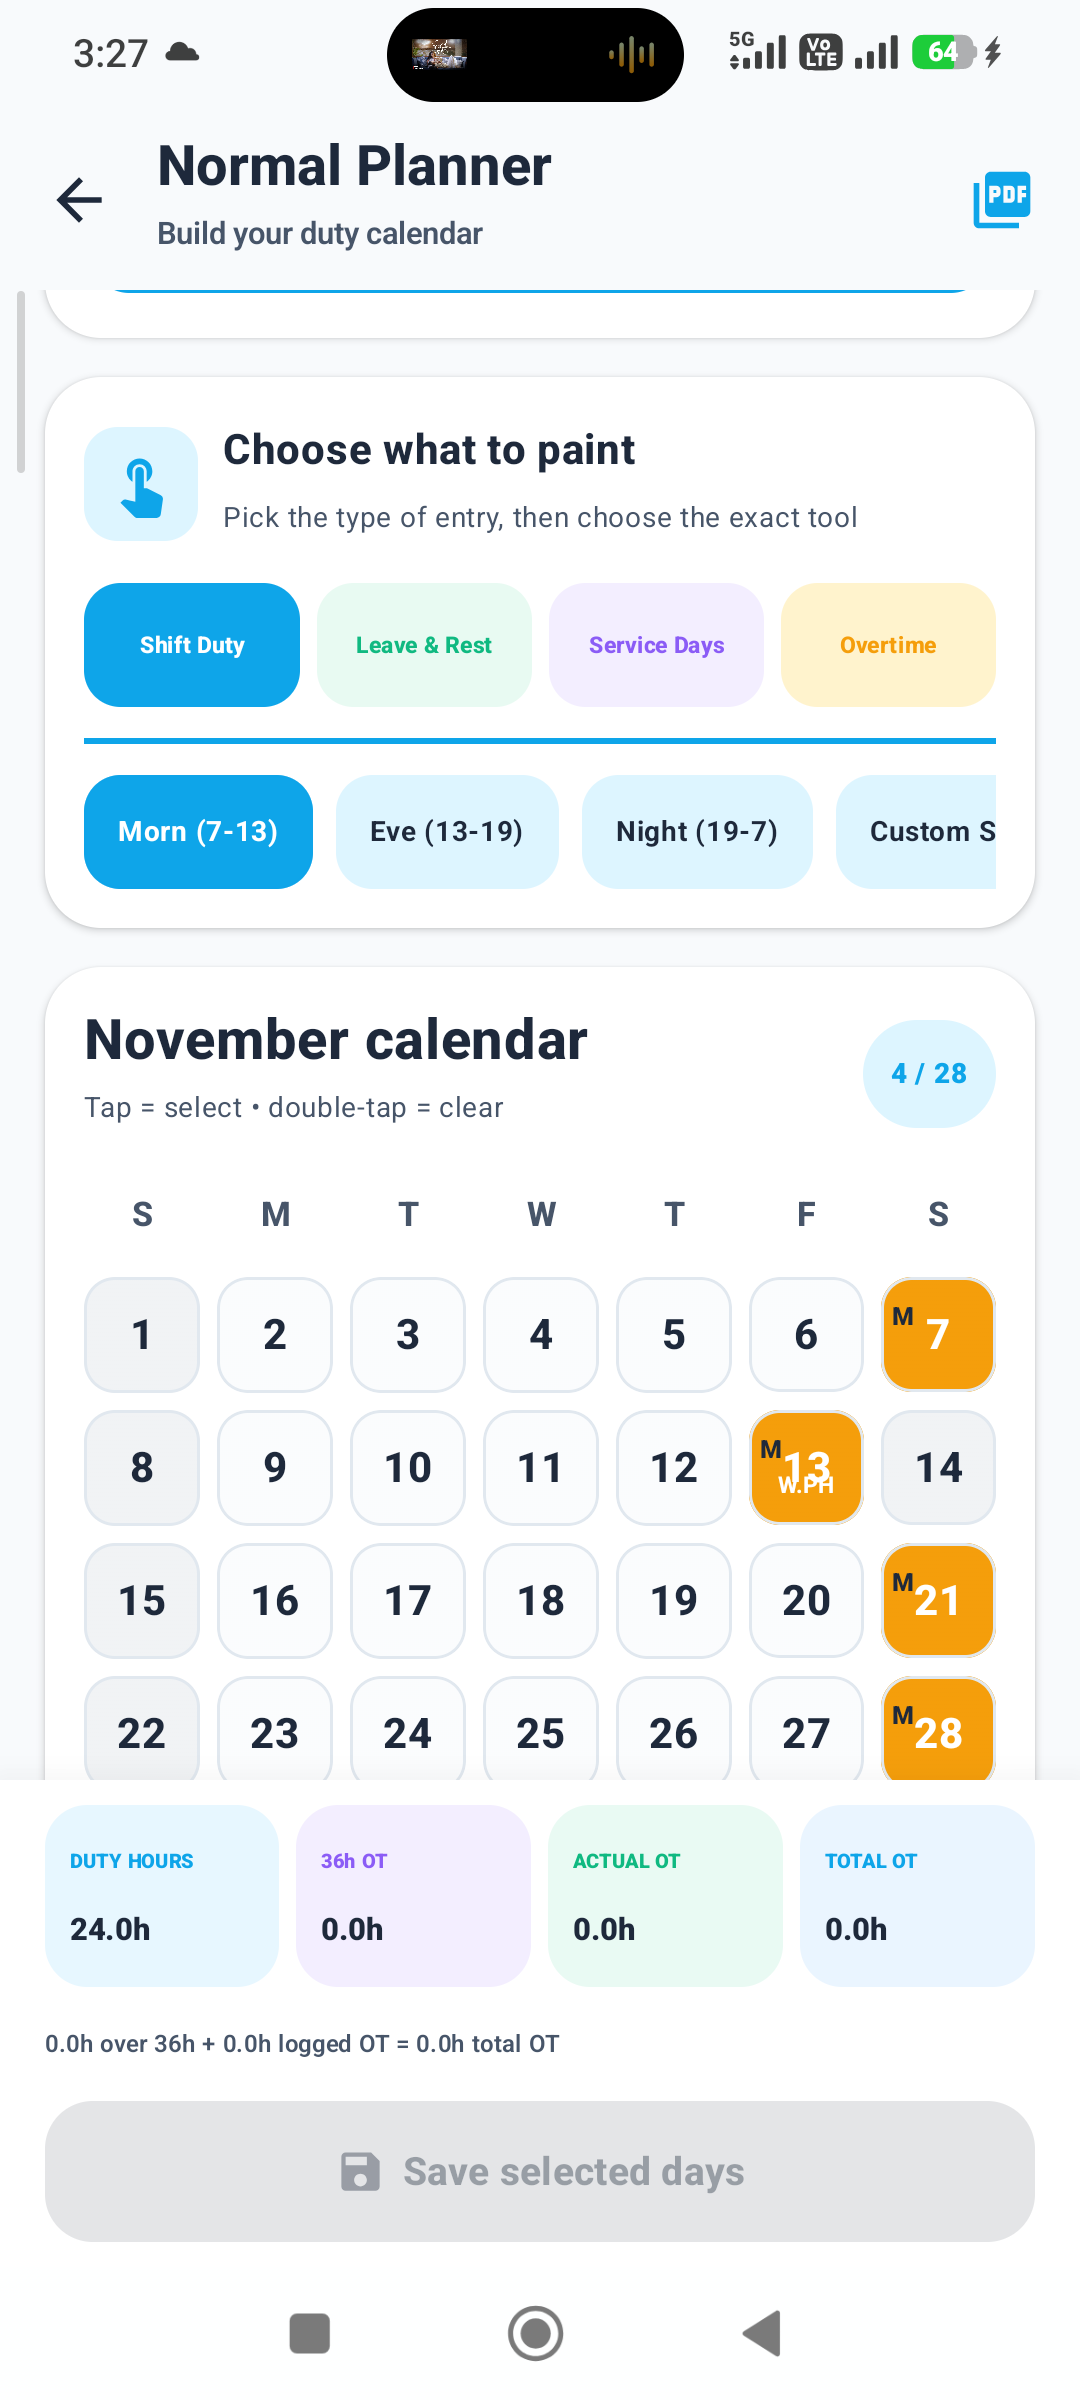 3:27
5G
Vo
LTE
64
Normal Planner
Build your duty calendar
PDF
Choose what to paint
Pick the type of entry, then choose the exact tool
Shift Duty
Leave & Rest
Service Days
Overtime
Morn (7-13)
Eve (13-19)
Night (19-7)
Custom S
November calendar
Tap = select • double-tap = clear
4 / 28
S M T W T F S
1 2 3 4 5 6 M 7
8 9 10 11 12 M 13 W.PH 14
15 16 17 18 19 20 M 21
22 23 24 25 26 27 M 28
DUTY HOURS
24.0h
36h OT
0.0h
ACTUAL OT
0.0h
TOTAL OT
0.0h
0.0h over 36h + 0.0h logged OT = 0.0h total OT
Save selected days